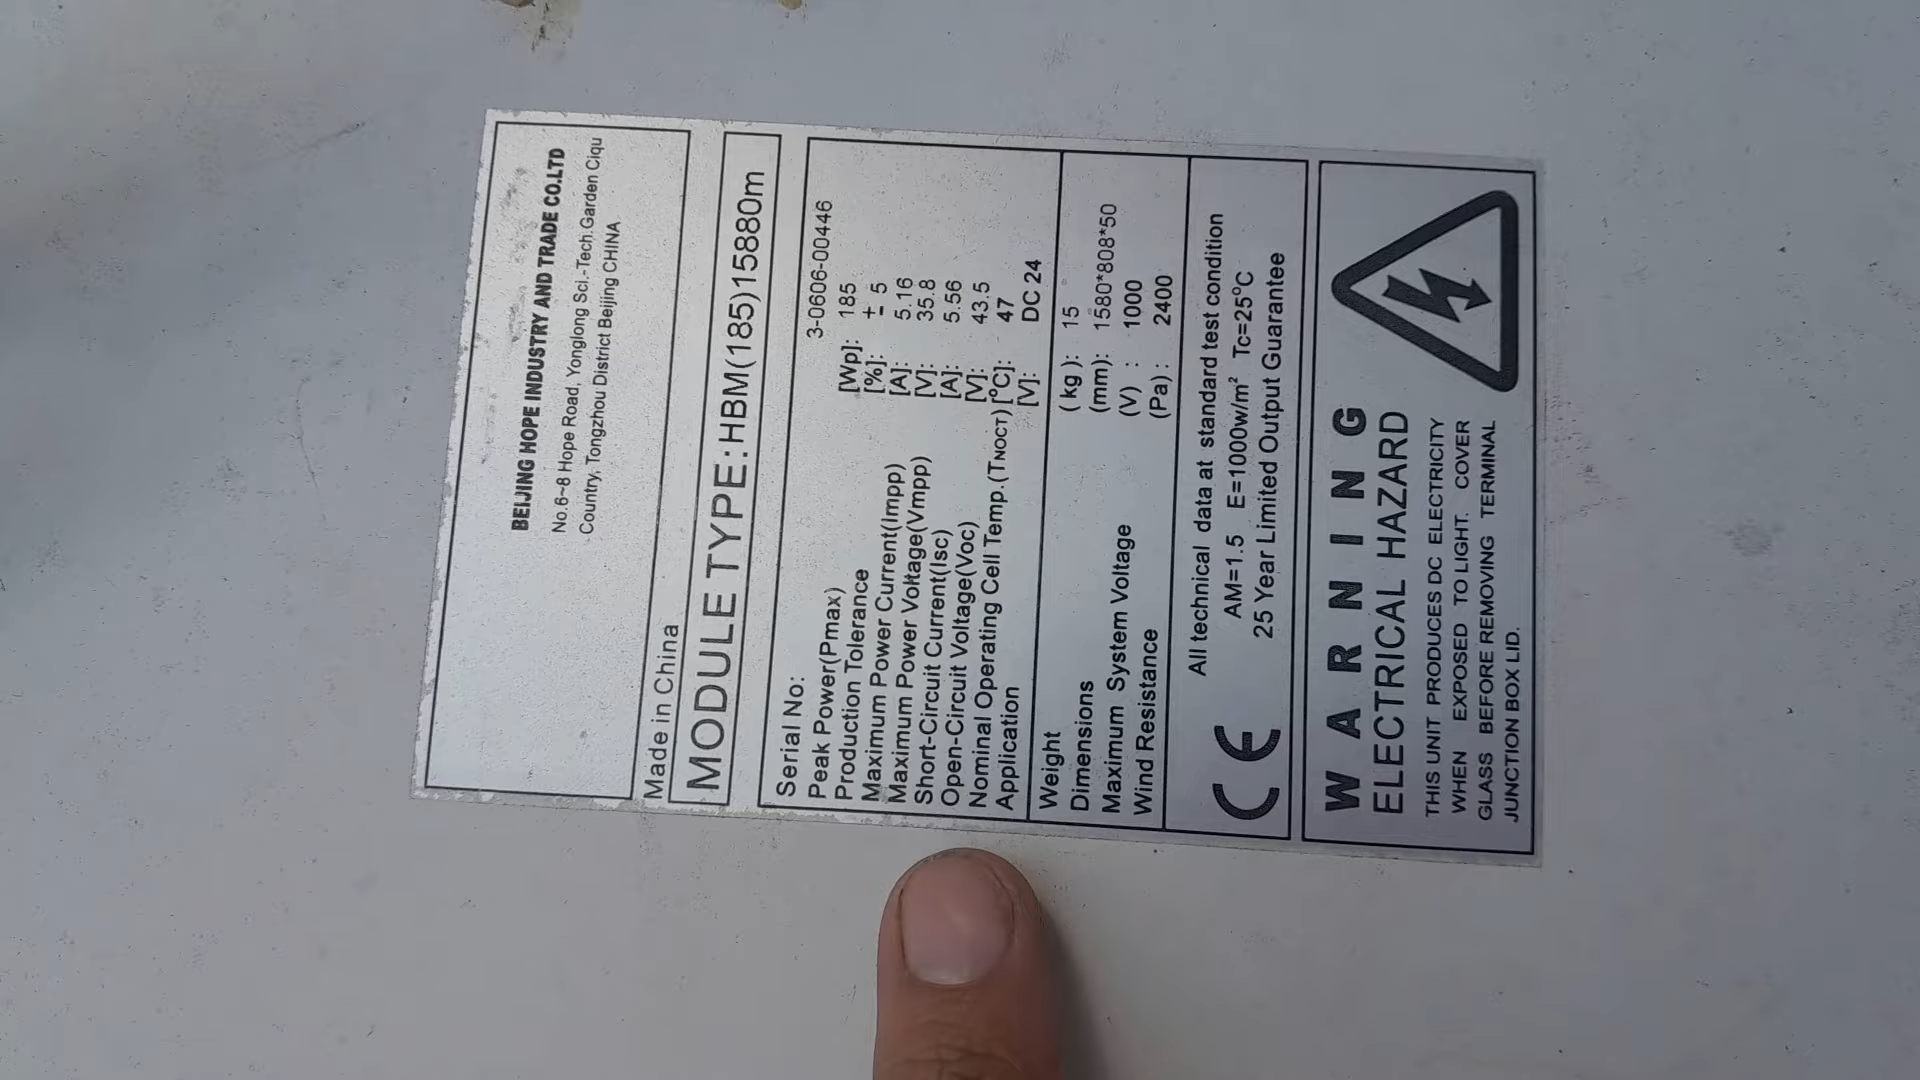 BEIJING HOPE INDUSTRY AND TRADE CO.LTD
No.6~8 Hope Road, Yonglong Sci.-Tech.Garden Ciqu
Country, Tongzhou District Beijing CHINA
Made in China
MODULE TYPE:HBM(185)15880m
Serial No: 3-0606-00446
Peak Power(Pmax) [Wp]: 185
Production Tolerance [%]: ± 5
Maximum Power Current(Impp) [A]: 5.16
Maximum Power Voltage(Vmpp) [V]: 35.8
Short-Circuit Current(Isc) [A]: 5.56
Open-Circuit Voltage(Voc) [V]: 43.5
Nominal Operating Cell Temp.(TNOCT) [°C]: 47
Application [V]: DC 24
Weight (kg): 15
Dimensions (mm): 1580*808*50
Maximum System Voltage (V) : 1000
Wind Resistance (Pa): 2400
CE
All technical data at standard test condition
AM=1.5 E=1000w/m² Tc=25°C
25 Year Limited Output Guarantee
WARNING
ELECTRICAL HAZARD
THIS UNIT PRODUCES DC ELECTRICITY
WHEN EXPOSED TO LIGHT. COVER
GLASS BEFORE REMOVING TERMINAL
JUNCTION BOX LID.